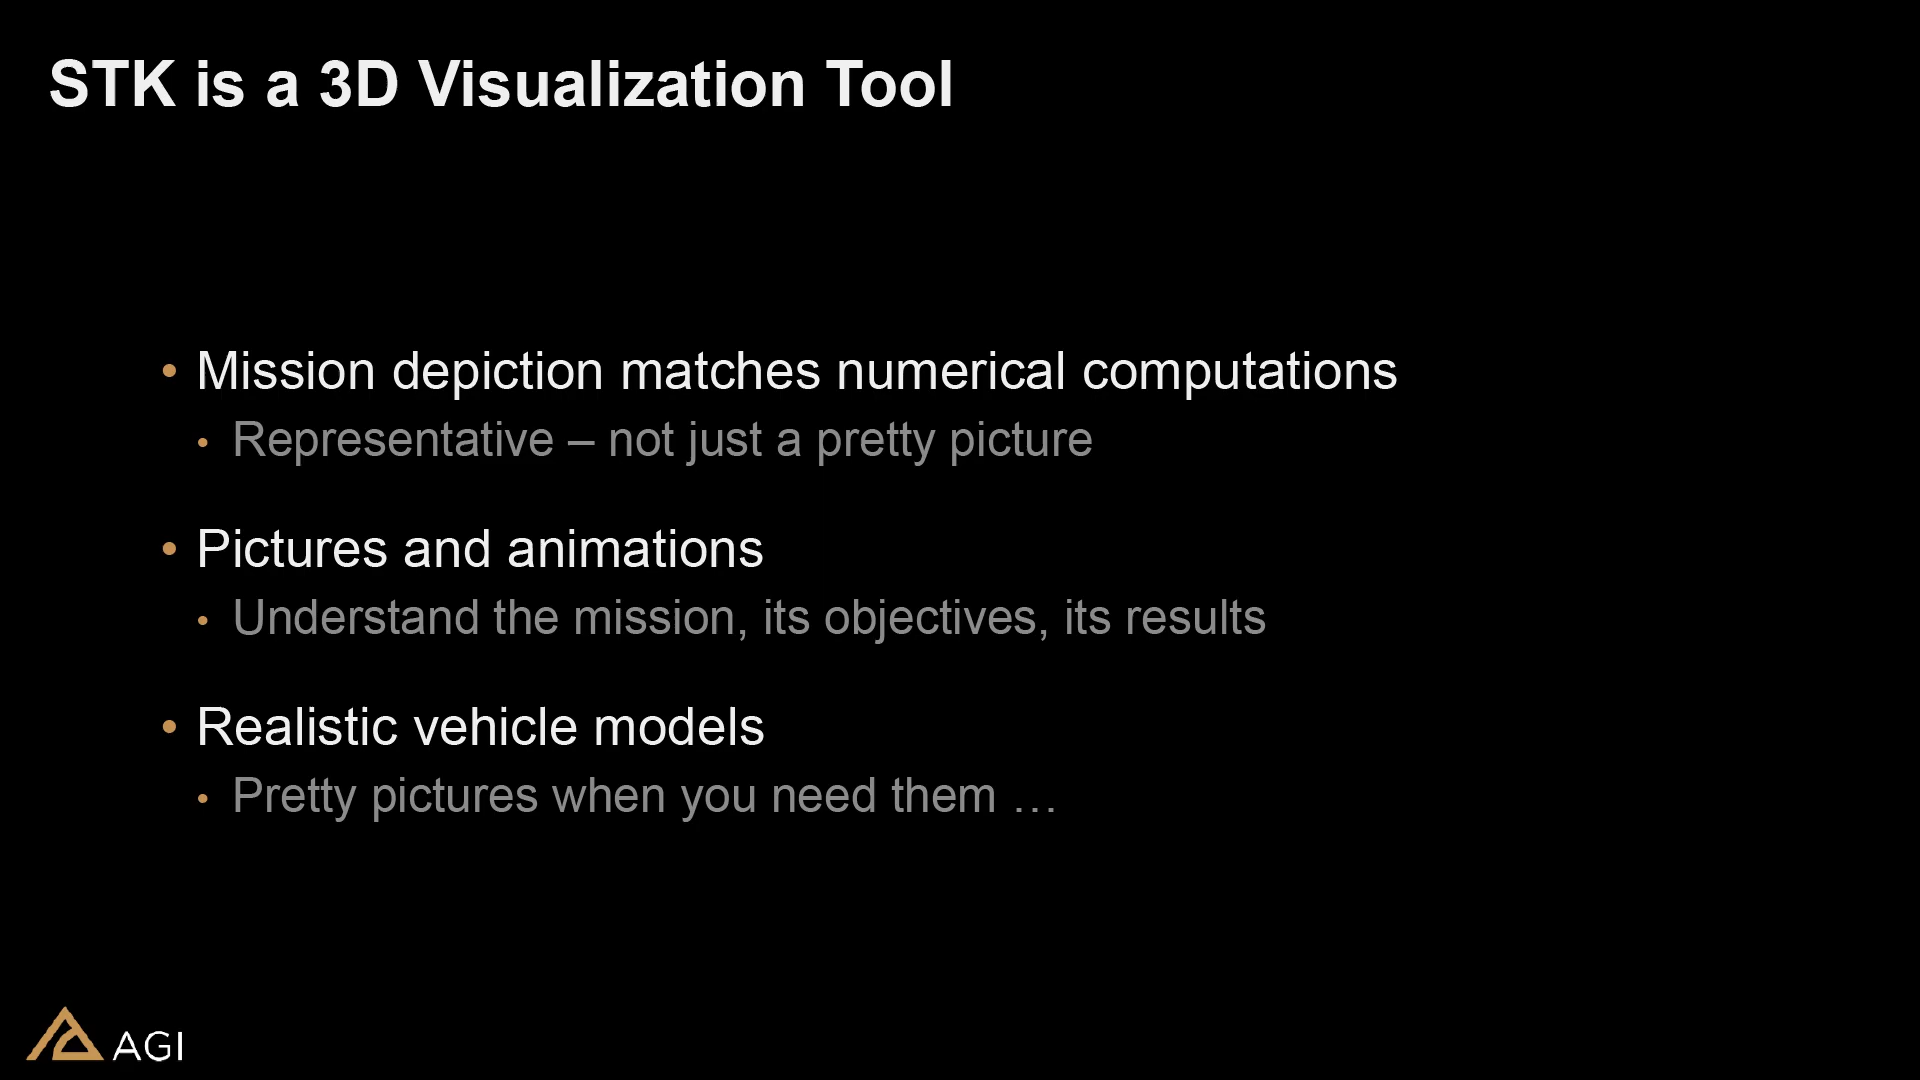 STK is a 3D Visualization Tool
• Mission depiction matches numerical computations
• Representative – not just a pretty picture
• Pictures and animations
• Understand the mission, its objectives, its results
• Realistic vehicle models
• Pretty pictures when you need them …
AGI